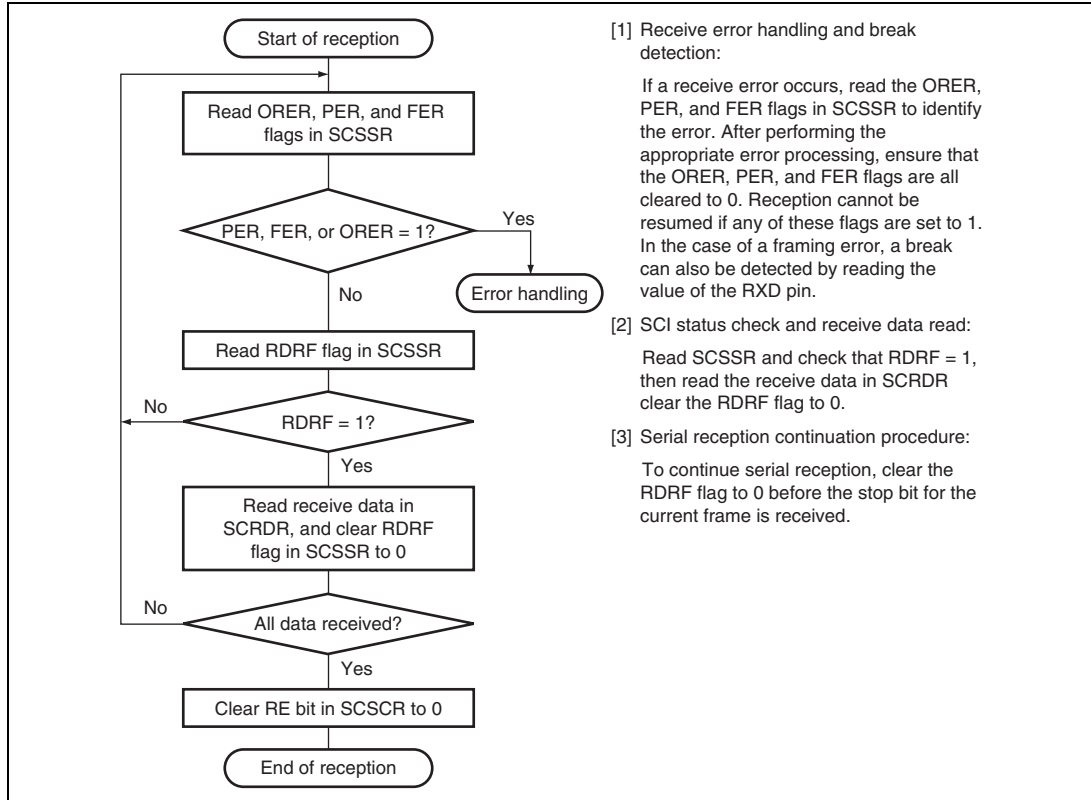 Start of reception
Read ORER, PER, and FER
flags in SCSSR
PER, FER, or ORER = 1?
Yes
Error handling
No
Read RDRF flag in SCSSR
No
RDRF = 1?
Yes
Read receive data in
SCRDR, and clear RDRF
flag in SCSSR to 0
No
All data received?
Yes
Clear RE bit in SCSCR to 0
End of reception
[1] Receive error handling and break
detection:
If a receive error occurs, read the ORER,
PER, and FER flags in SCSSR to identify
the error. After performing the
appropriate error processing, ensure that
the ORER, PER, and FER flags are all
cleared to 0. Reception cannot be
resumed if any of these flags are set to 1.
In the case of a framing error, a break
can also be detected by reading the
value of the RXD pin.
[2] SCI status check and receive data read:
Read SCSSR and check that RDRF = 1,
then read the receive data in SCRDR
clear the RDRF flag to 0.
[3] Serial reception continuation procedure:
To continue serial reception, clear the
RDRF flag to 0 before the stop bit for the
current frame is received.